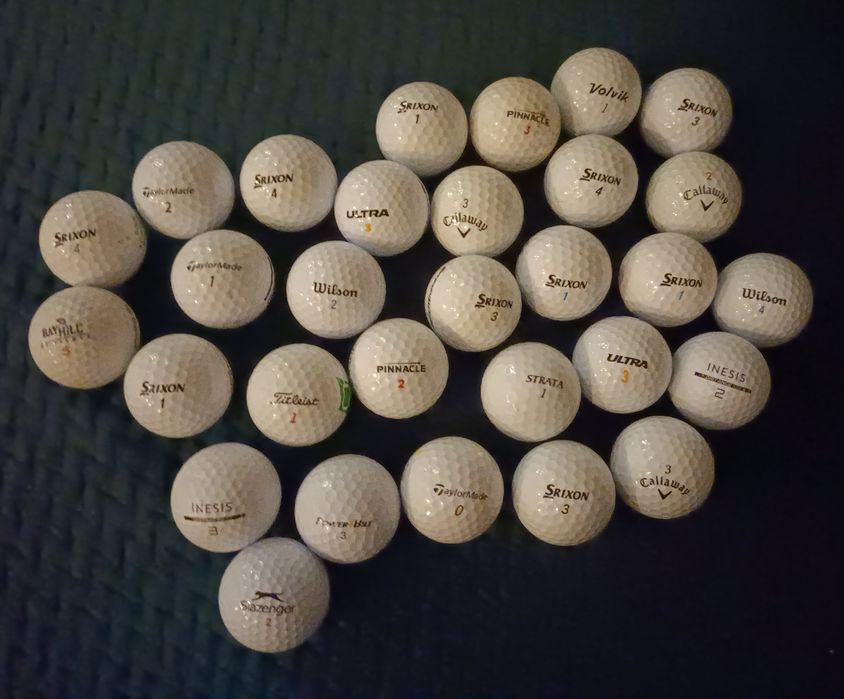 Volvik
1
SRIXON
1
PINNACLE
3
SRIXON
3
TaylorMade
2
SRIXON
4
ULTRA
3
3
Callaway
SRIXON
4
2
Callaway
SRIXON
4
TaylorMade
1
Wilson
2
SRIXON
3
SRIXON
1
SRIXON
1
Wilson
4
BAY HILL
5
SRIXON
1
Titleist
1
PINNACLE
2
STRATA
1
ULTRA
3
INESIS
2
INESIS
3
POWER BILT
3
TaylorMade
0
SRIXON
3
3
Callaway
Slazenger
2